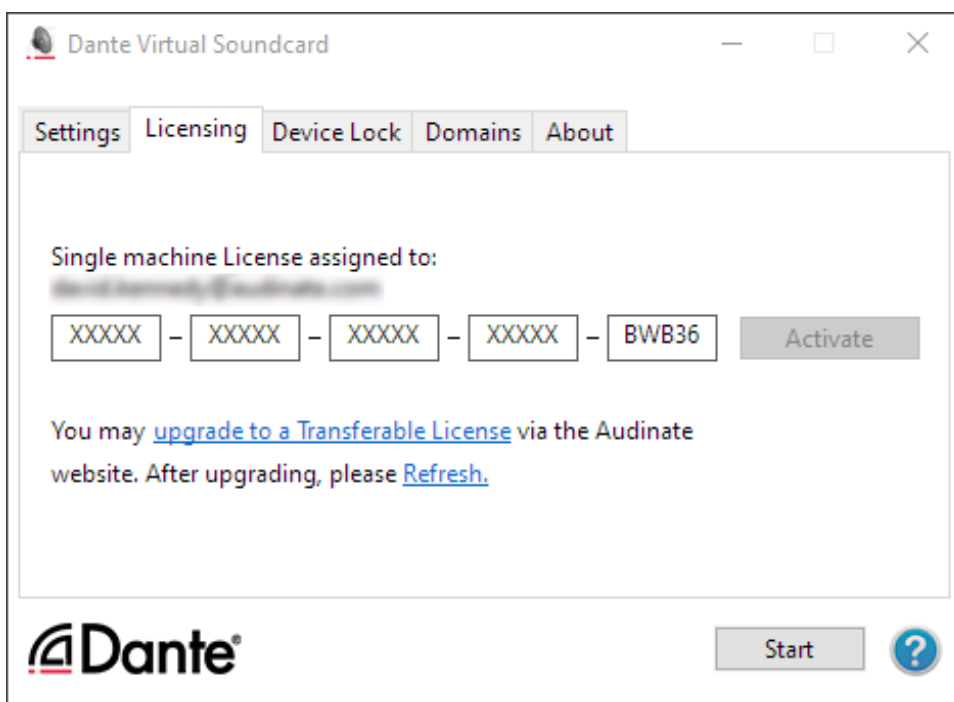 Dante Virtual Soundcard
Settings Licensing Device Lock Domains About
Single machine License assigned to:
XXXXX – XXXXX – XXXXX – XXXXX – BWB36 Activate
You may upgrade to a Transferable License via the Audinate
website. After upgrading, please Refresh.
Dante® Start ?